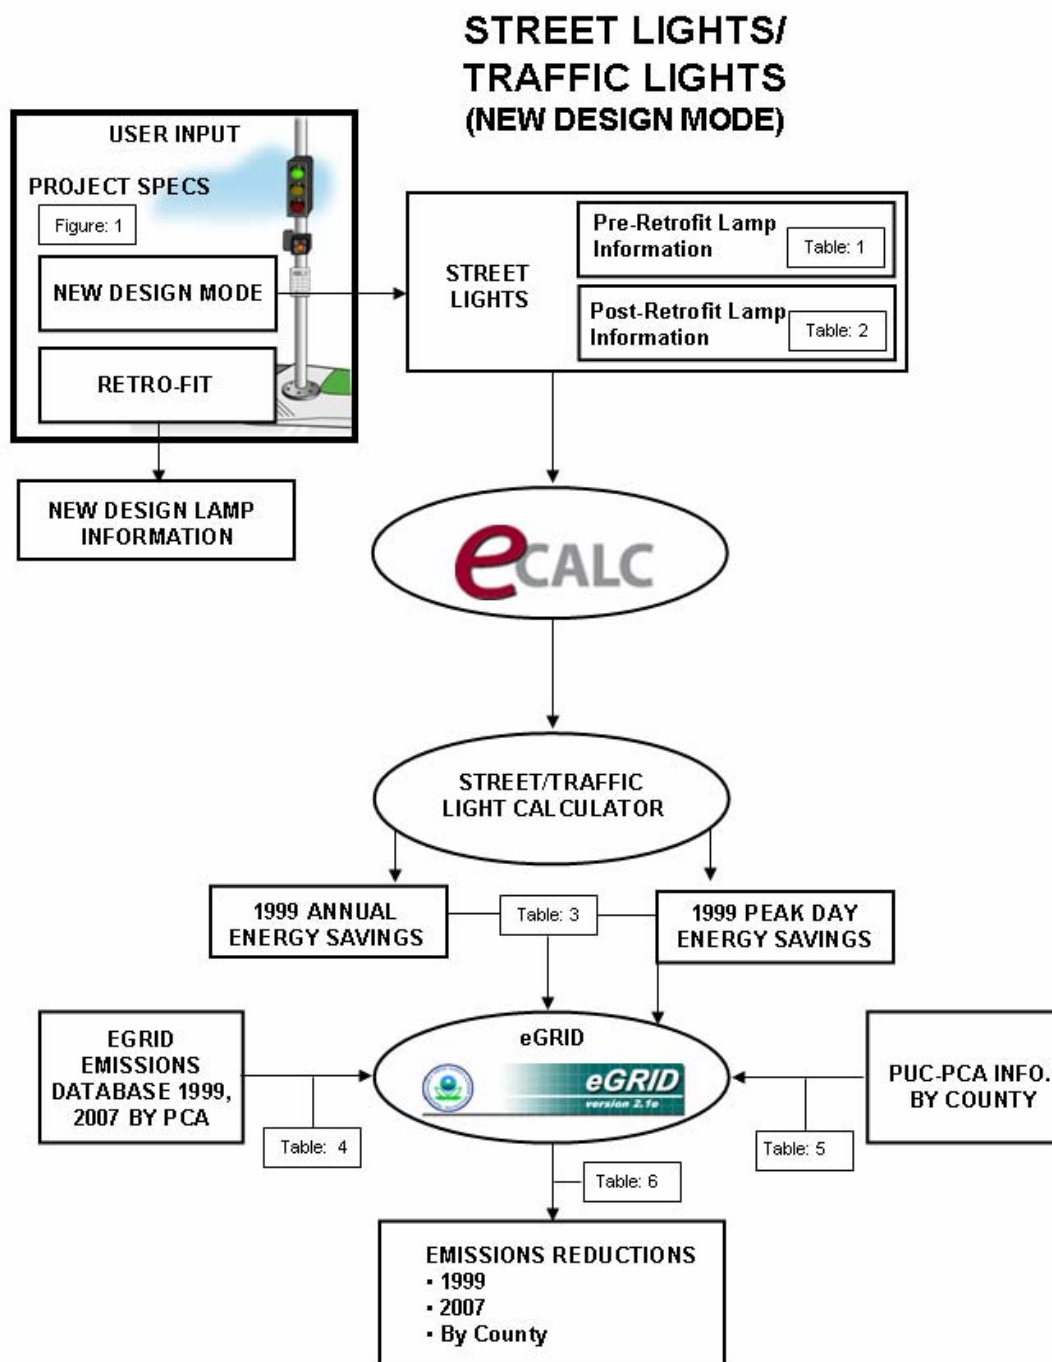 STREET LIGHTS/
TRAFFIC LIGHTS
(NEW DESIGN MODE)
USER INPUT
PROJECT SPECS
Figure: 1
NEW DESIGN MODE
RETRO-FIT
NEW DESIGN LAMP
INFORMATION
STREET
LIGHTS
Pre-Retrofit Lamp
Information
Table: 1
Post-Retrofit Lamp
Information
Table: 2
eCALC
STREET/TRAFFIC
LIGHT CALCULATOR
1999 ANNUAL
ENERGY SAVINGS
Table: 3
1999 PEAK DAY
ENERGY SAVINGS
EGRID
EMISSIONS
DATABASE 1999,
2007 BY PCA
Table: 4
eGRID
eGRID
version 2.1e
PUC-PCA INFO.
BY COUNTY
Table: 5
Table: 6
EMISSIONS REDUCTIONS
▪ 1999
▪ 2007
▪ By County